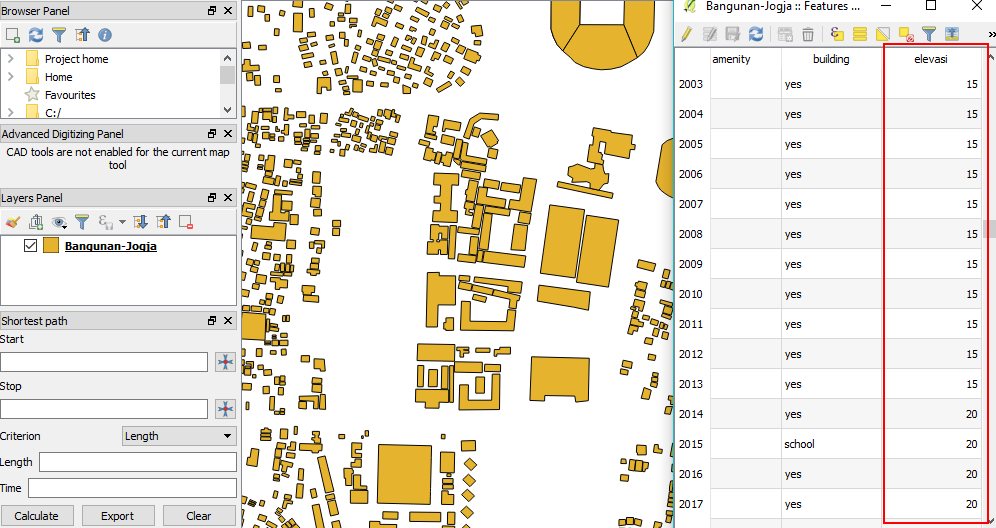 Browser Panel
Project home
Home
Favourites
C:/
Advanced Digitizing Panel
CAD tools are not enabled for the current map
tool
Layers Panel
Bangunan-Jogja
Shortest path
Start
Stop
Criterion Length
Length
Time
Calculate Export Clear
Bangunan-Jogja :: Features ...
amenity building elevasi
2003 yes 15
2004 yes 15
2005 yes 15
2006 yes 15
2007 yes 15
2008 yes 15
2009 yes 15
2010 yes 15
2011 yes 15
2012 yes 15
2013 yes 15
2014 yes 20
2015 school 20
2016 yes 20
2017 yes 20